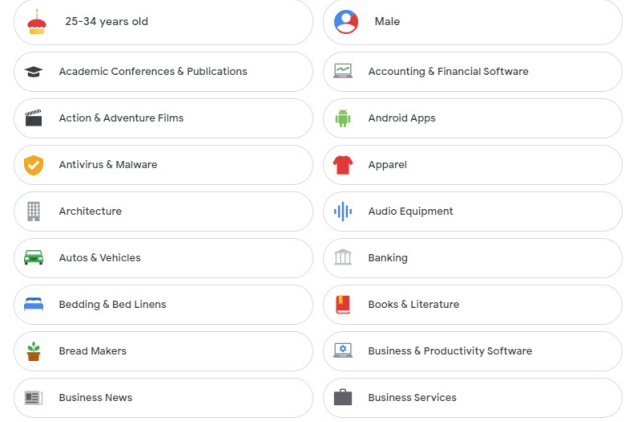 25-34 years old
Male
Academic Conferences & Publications
Accounting & Financial Software
Action & Adventure Films
Android Apps
Antivirus & Malware
Apparel
Architecture
Audio Equipment
Autos & Vehicles
Banking
Bedding & Bed Linens
Books & Literature
Bread Makers
Business & Productivity Software
Business News
Business Services